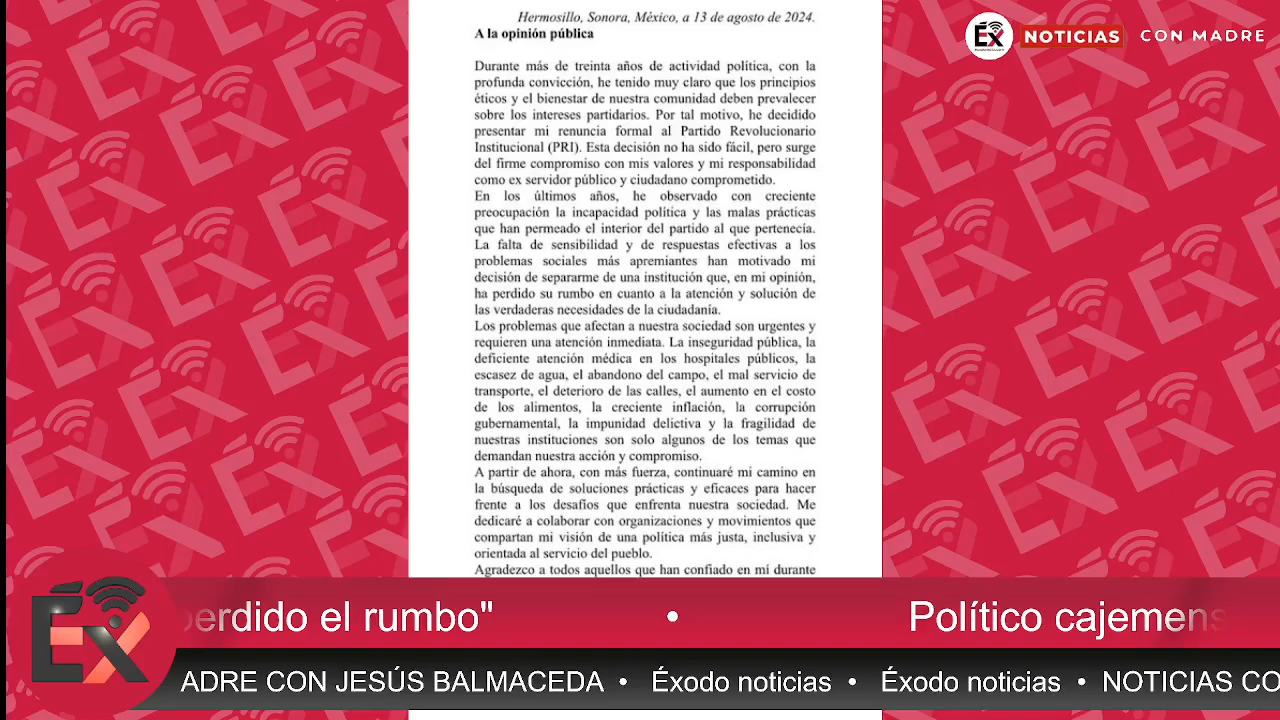 Hermosillo, Sonora, México, a 13 de agosto de 2024.
A la opinión pública
Durante más de treinta años de actividad política, con la
profunda convicción, he tenido muy claro que los principios
éticos y el bienestar de nuestra comunidad deben prevalecer
sobre los intereses partidarios. Por tal motivo, he decidido
presentar mi renuncia formal al Partido Revolucionario
Institucional (PRI). Esta decisión no ha sido fácil, pero surge
del firme compromiso con mis valores y mi responsabilidad
como ex servidor público y ciudadano comprometido.
En los últimos años, he observado con creciente
preocupación la incapacidad política y las malas prácticas
que han permeado el interior del partido al que pertenecía.
La falta de sensibilidad y de respuestas efectivas a los
problemas sociales más apremiantes han motivado mi
decisión de separarme de una institución que, en mi opinión,
ha perdido su rumbo en cuanto a la atención y solución de
las verdaderas necesidades de la ciudadanía.
Los problemas que afectan a nuestra sociedad son urgentes y
requieren una atención inmediata. La inseguridad pública, la
deficiente atención médica en los hospitales públicos, la
escasez de agua, el abandono del campo, el mal servicio de
transporte, el deterioro de las calles, el aumento en el costo
de los alimentos, la creciente inflación, la corrupción
gubernamental, la impunidad delictiva y la fragilidad de
nuestras instituciones son solo algunos de los temas que
demandan nuestra acción y compromiso.
A partir de ahora, con más fuerza, continuaré mi camino en
la búsqueda de soluciones prácticas y eficaces para hacer
frente a los desafíos que enfrenta nuestra sociedad. Me
dedicaré a colaborar con organizaciones y movimientos que
compartan mi visión de una política más justa, inclusiva y
orientada al servicio del pueblo.
Agradezco a todos aquellos que han confiado en mí durante
ÉX NOTICIAS CON MADRE
perdido el rumbo" • Político cajemens
ÉX
ADRE CON JESÚS BALMACEDA • Éxodo noticias • Éxodo noticias • NOTICIAS CO